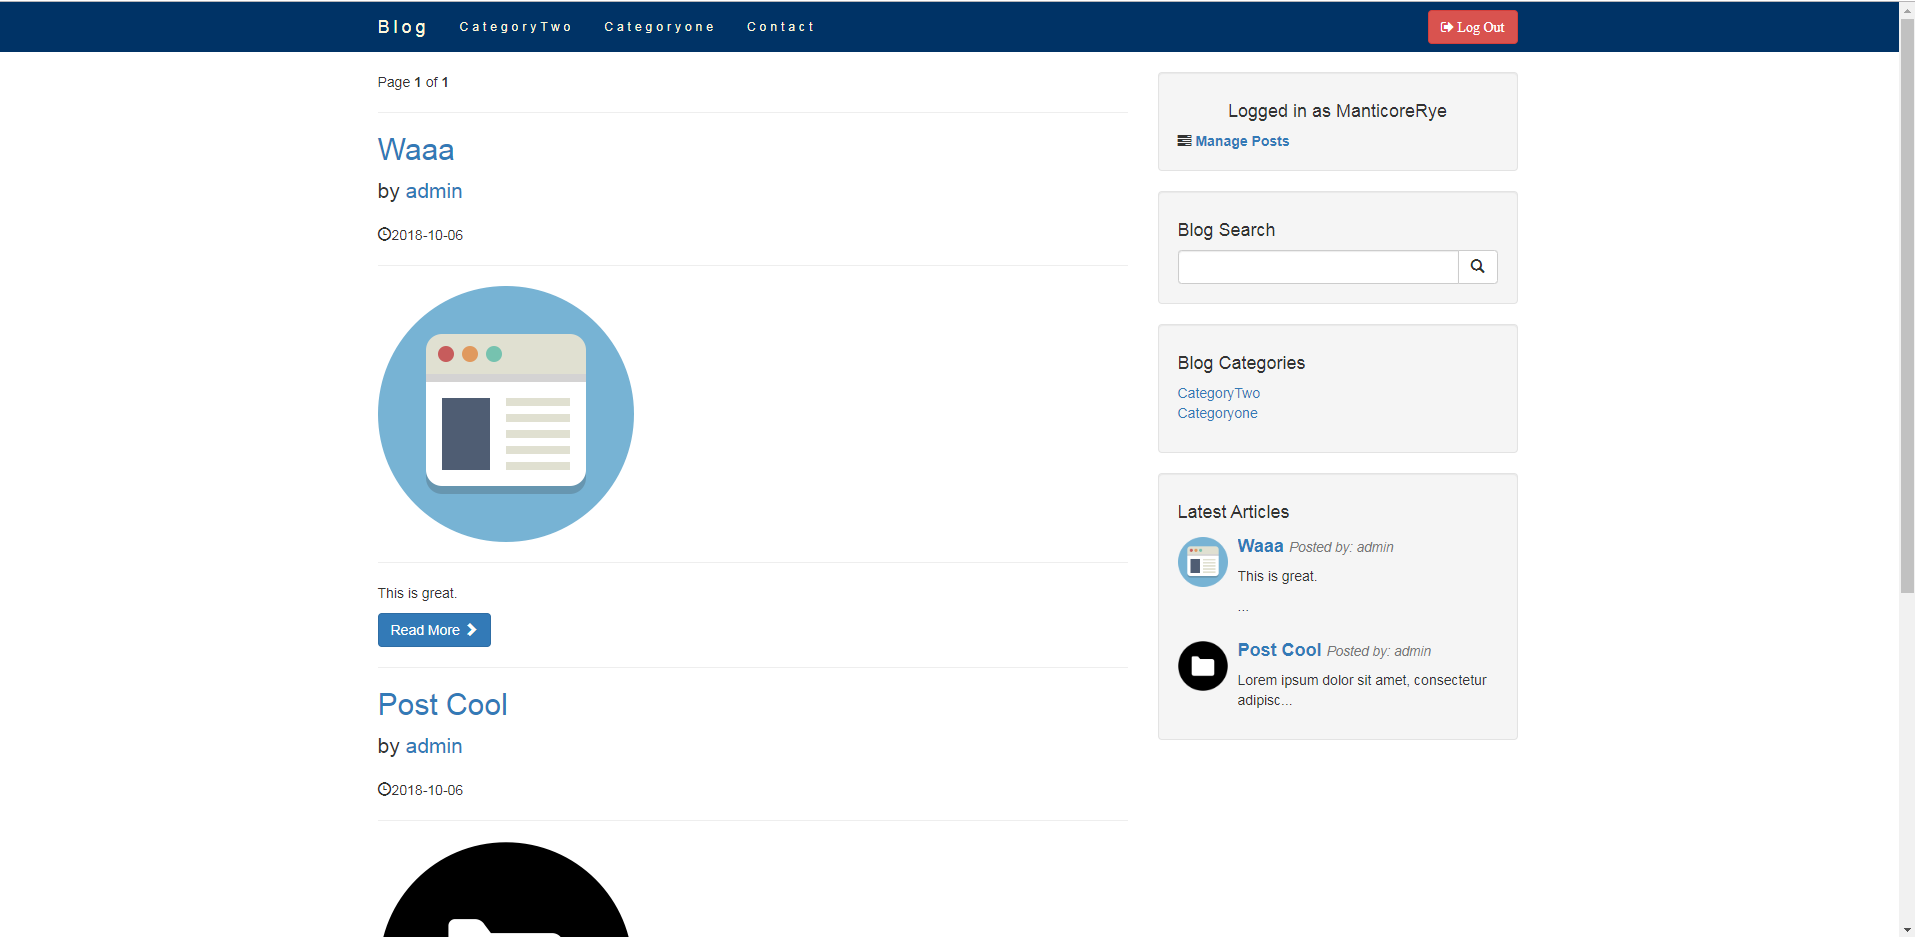 Blog CategoryTwo Categoryone Contact Log Out
Page 1 of 1
Waaa
by admin
2018-10-06
This is great.
Read More
Post Cool
by admin
2018-10-06
Logged in as ManticoreRye
Manage Posts
Blog Search
Blog Categories
CategoryTwo
Categoryone
Latest Articles
Waaa Posted by: admin
This is great.
...
Post Cool Posted by: admin
Lorem ipsum dolor sit amet, consectetur
adipisc...